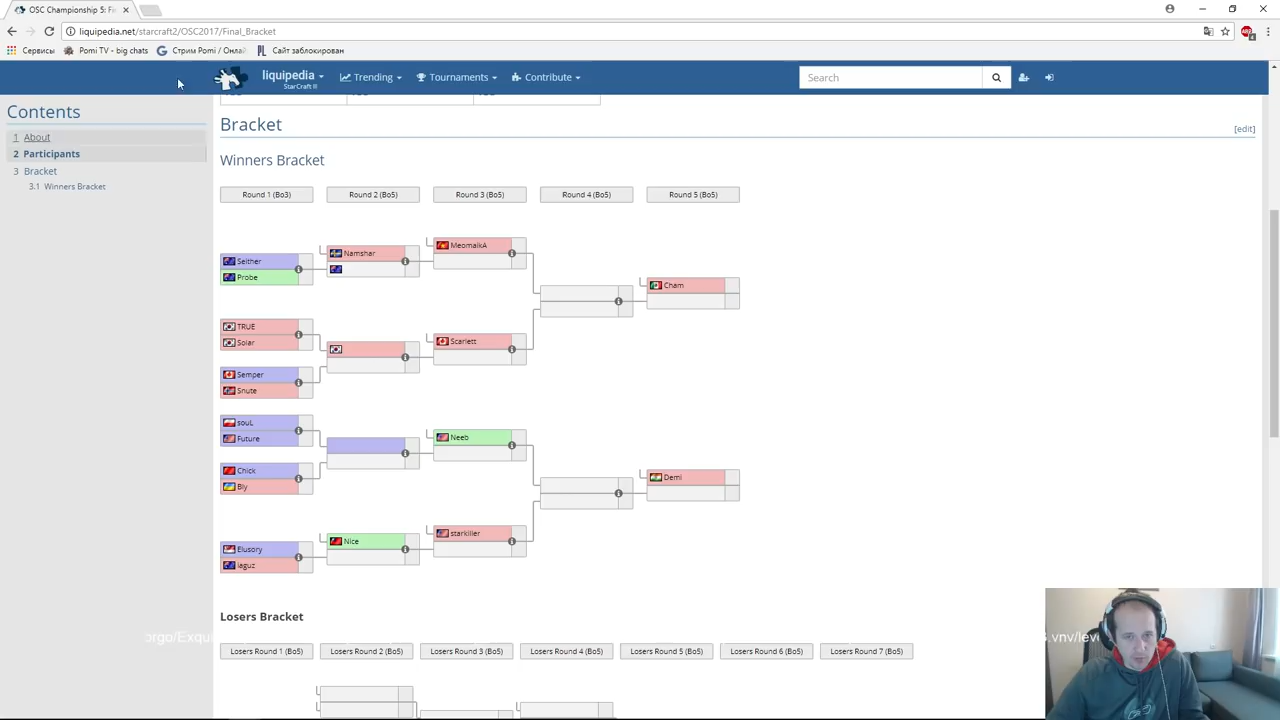 OSC Championship 5: Fi
liquipedia.net/starcraft2/OSC2017/Final_Bracket
Сервисы
Pomi TV - big chats
Стрим Pomi / Онла
Сайт заблокирован
liquipedia
StarCraft II
Trending
Tournaments
Contribute
Search
Contents
1 About
2 Participants
3 Bracket
3.1 Winners Bracket
Bracket
[edit]
Winners Bracket
Round 1 (Bo3)
Round 2 (Bo5)
Round 3 (Bo5)
Round 4 (Bo5)
Round 5 (Bo5)
Seither
Probe
Namshar
MeomaikA
Cham
TRUE
Solar
Scarlett
Semper
Snute
souL
Future
Neeb
Chick
Bly
Demi
Elusory
iaguz
Nice
starkiller
Losers Bracket
Losers Round 1 (Bo5)
Losers Round 2 (Bo5)
Losers Round 3 (Bo5)
Losers Round 4 (Bo5)
Losers Round 5 (Bo5)
Losers Round 6 (Bo5)
Losers Round 7 (Bo5)